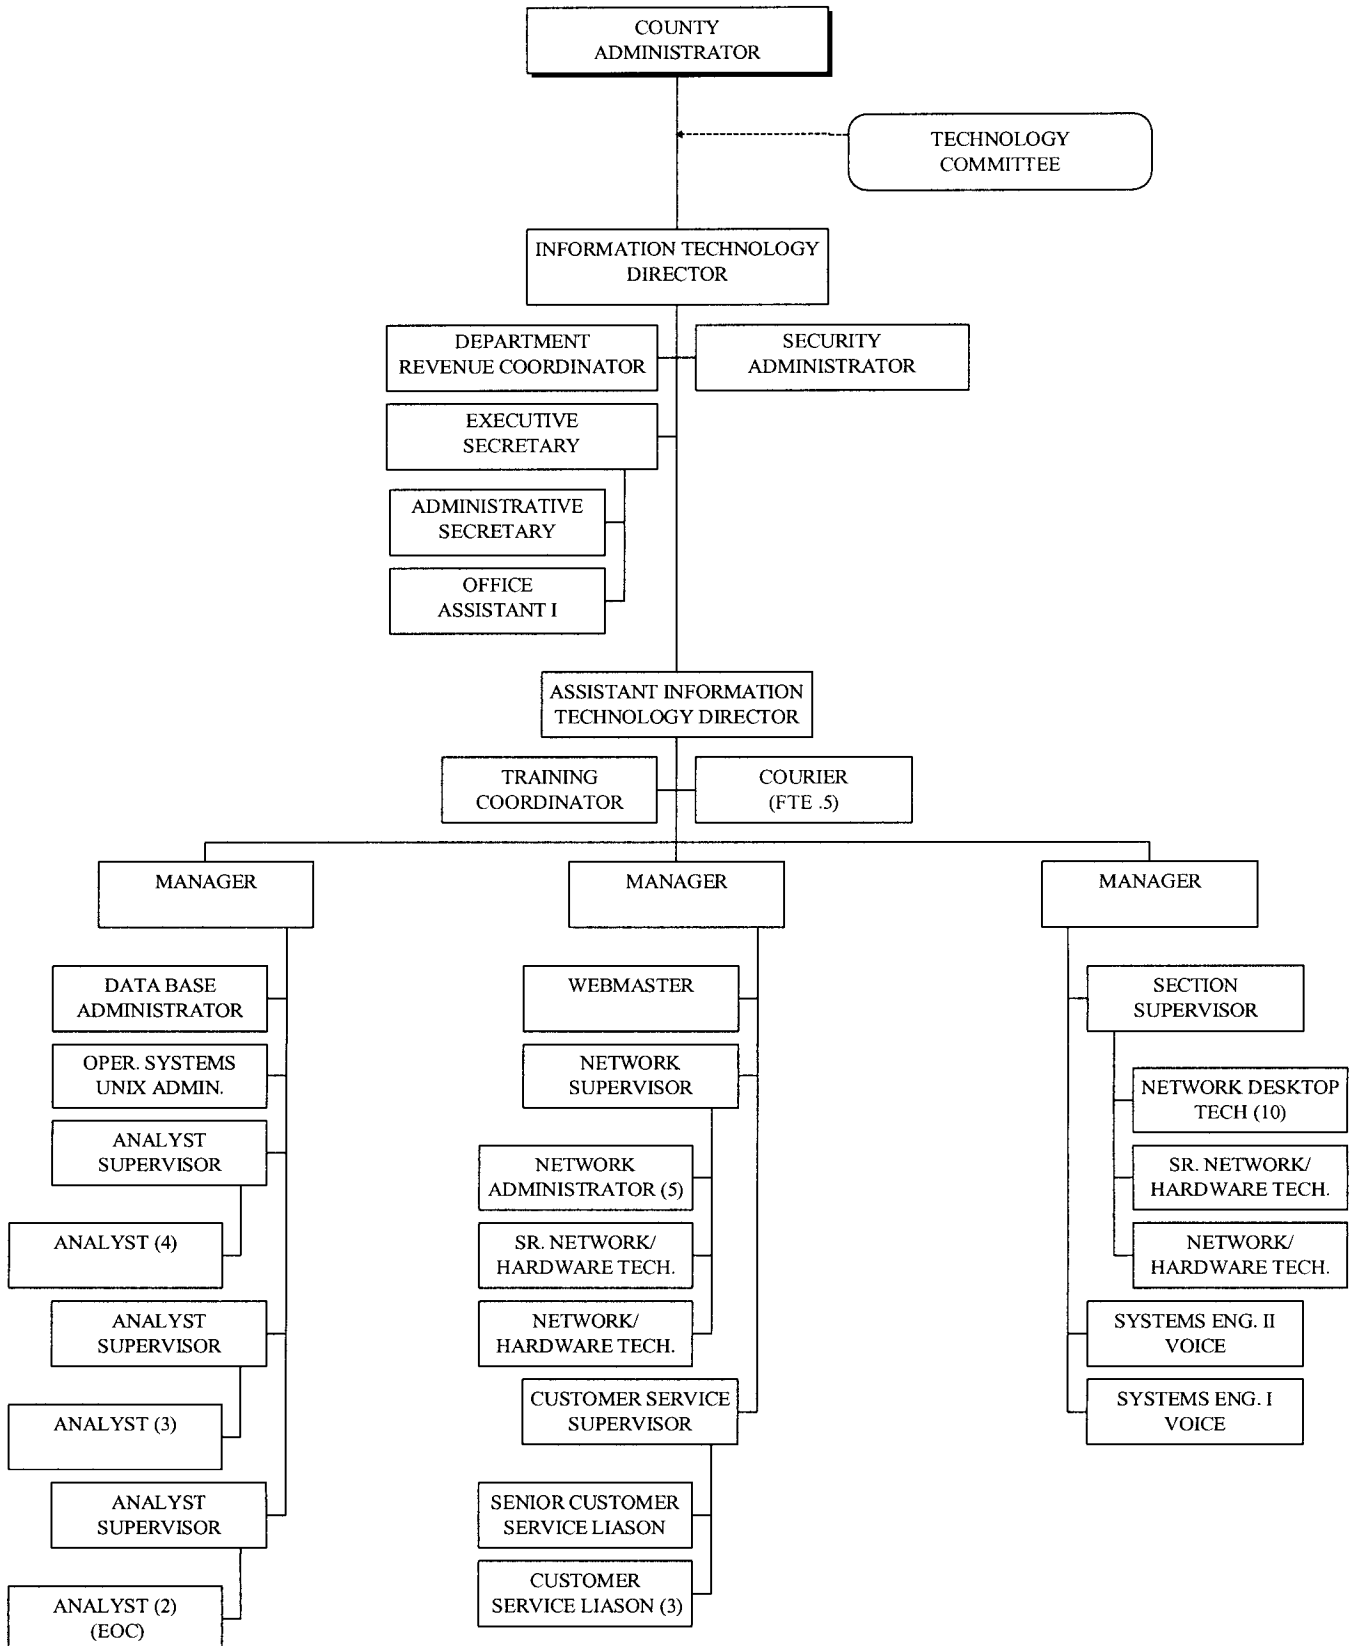 COUNTY
ADMINISTRATOR
TECHNOLOGY
COMMITTEE
INFORMATION TECHNOLOGY
DIRECTOR
DEPARTMENT
REVENUE COORDINATOR
SECURITY
ADMINISTRATOR
EXECUTIVE
SECRETARY
ADMINISTRATIVE
SECRETARY
OFFICE
ASSISTANT I
ASSISTANT INFORMATION
TECHNOLOGY DIRECTOR
TRAINING
COORDINATOR
COURIER
(FTE .5)
MANAGER
DATA BASE
ADMINISTRATOR
OPER. SYSTEMS
UNIX ADMIN.
ANALYST
SUPERVISOR
ANALYST (4)
ANALYST
SUPERVISOR
ANALYST (3)
ANALYST
SUPERVISOR
ANALYST (2)
(EOC)
MANAGER
WEBMASTER
NETWORK
SUPERVISOR
NETWORK
ADMINISTRATOR (5)
SR. NETWORK/
HARDWARE TECH.
NETWORK/
HARDWARE TECH.
CUSTOMER SERVICE
SUPERVISOR
SENIOR CUSTOMER
SERVICE LIASON
CUSTOMER
SERVICE LIASON (3)
MANAGER
SECTION
SUPERVISOR
NETWORK DESKTOP
TECH (10)
SR. NETWORK/
HARDWARE TECH.
NETWORK/
HARDWARE TECH.
SYSTEMS ENG. II
VOICE
SYSTEMS ENG. I
VOICE